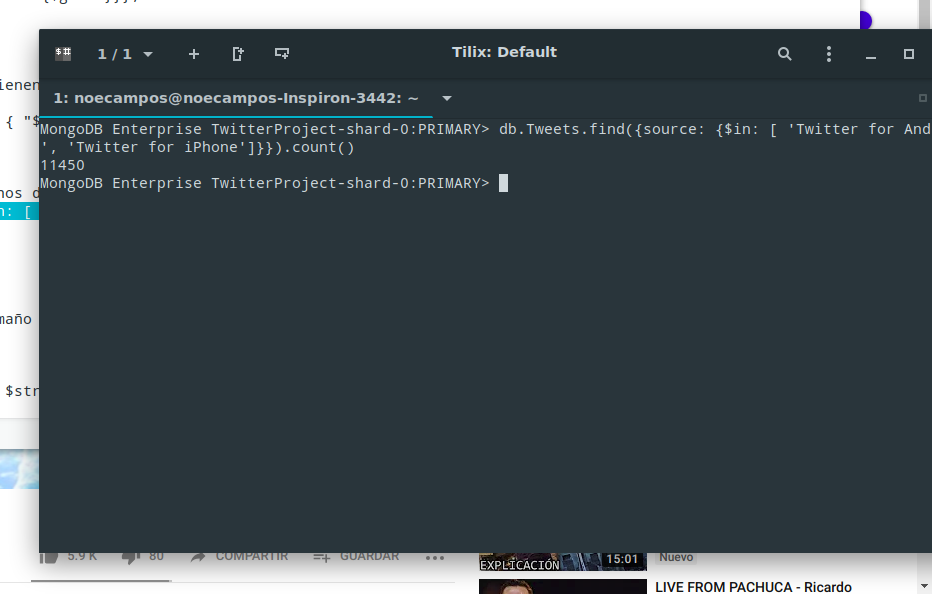 1 / 1
Tilix: Default
ienen
1: noecampos@noecampos-Inspiron-3442: ~
{ "$
MongoDB Enterprise TwitterProject-shard-0:PRIMARY> db.Tweets.find({source: {$in: [ 'Twitter for And
', 'Twitter for iPhone']}}).count()
11450
MongoDB Enterprise TwitterProject-shard-0:PRIMARY>
nos d
n: [
maño
$str
5.9 K
80
COMPARTIR
GUARDAR
EXPLICACIÓN
15:01
Nuevo
LIVE FROM PACHUCA - Ricardo